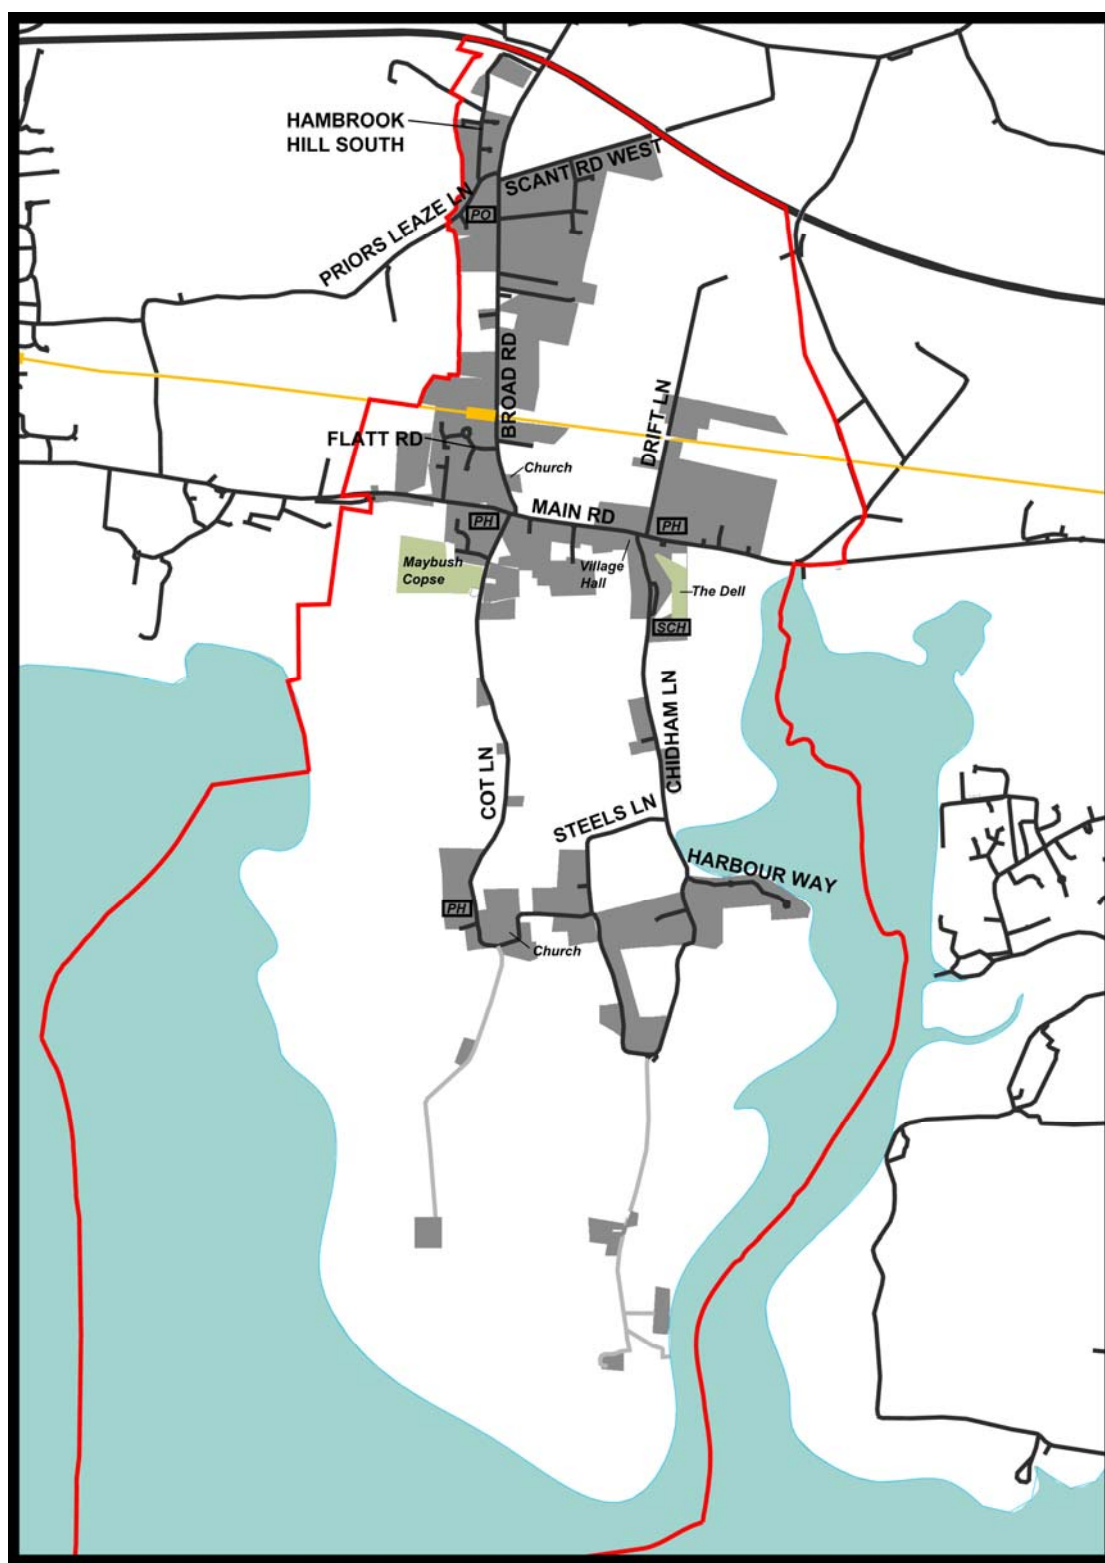 HAMBROOK
HILL SOUTH
SCANT RD WEST
PRIORS LEAZE LN
PO
BROAD RD
DRIFT LN
FLATT RD
Church
MAIN RD
PH
PH
Maybush
Copse
Village
Hall
The Dell
SCH
CHIDHAM LN
COT LN
STEELS LN
HARBOUR WAY
PH
Church